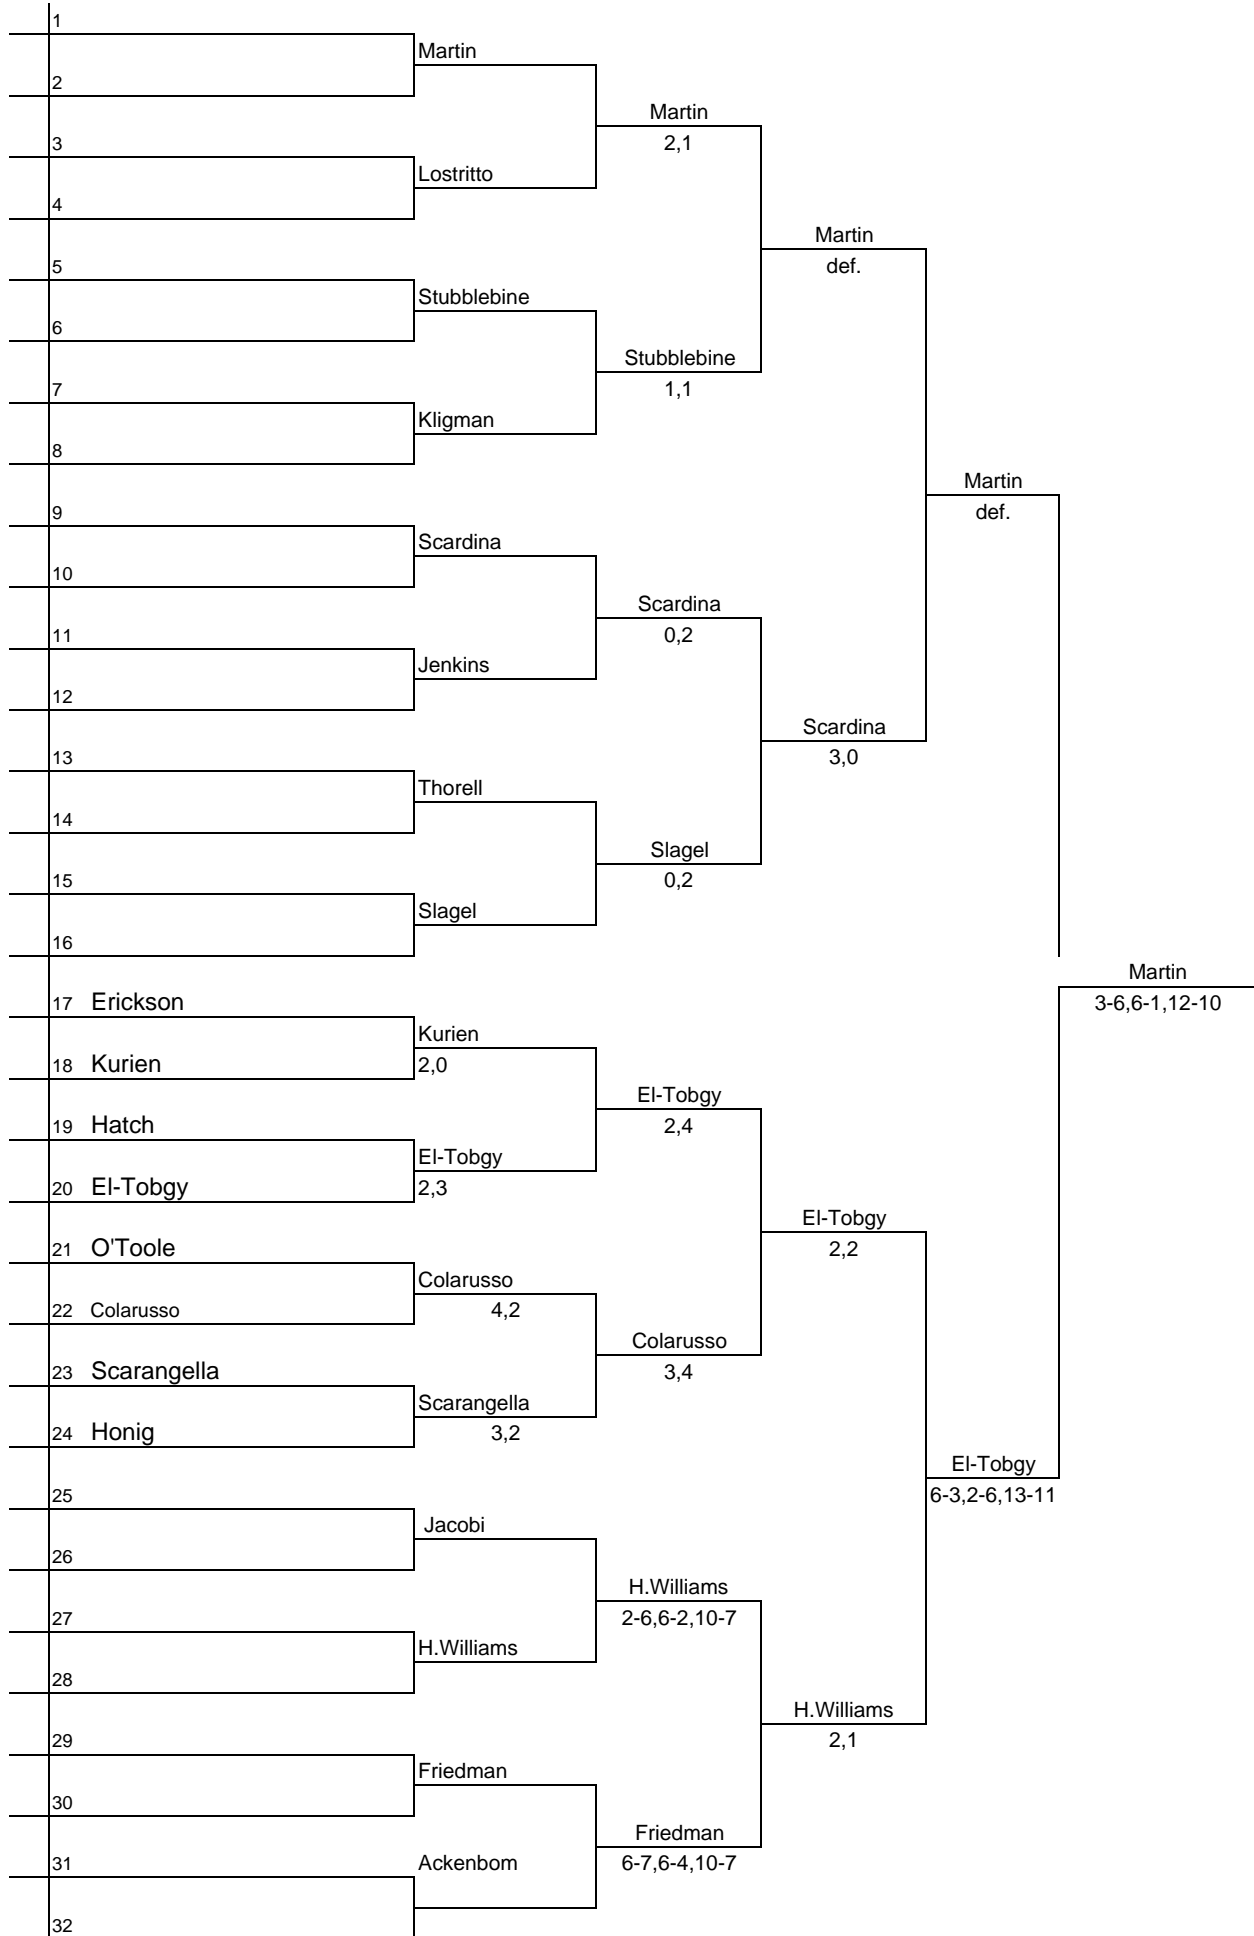 1
Martin
2
Martin
2,1
3
Lostritto
4
Martin
def.
5
Stubblebine
6
Stubblebine
1,1
7
Kligman
8
Martin
def.
9
Scardina
10
Scardina
0,2
11
Jenkins
12
Scardina
3,0
13
Thorell
14
Slagel
0,2
15
Slagel
16
Martin
3-6,6-1,12-10
17 Erickson
Kurien
18 Kurien
2,0
El-Tobgy
2,4
19 Hatch
El-Tobgy
20 El-Tobgy
2,3
El-Tobgy
2,2
21 O'Toole
Colarusso
22 Colarusso
4,2
Colarusso
3,4
23 Scarangella
Scarangella
24 Honig
3,2
El-Tobgy
6-3,2-6,13-11
25
Jacobi
26
H.Williams
2-6,6-2,10-7
27
H.Williams
28
H.Williams
2,1
29
Friedman
30
Friedman
6-7,6-4,10-7
31
Ackenbom
32